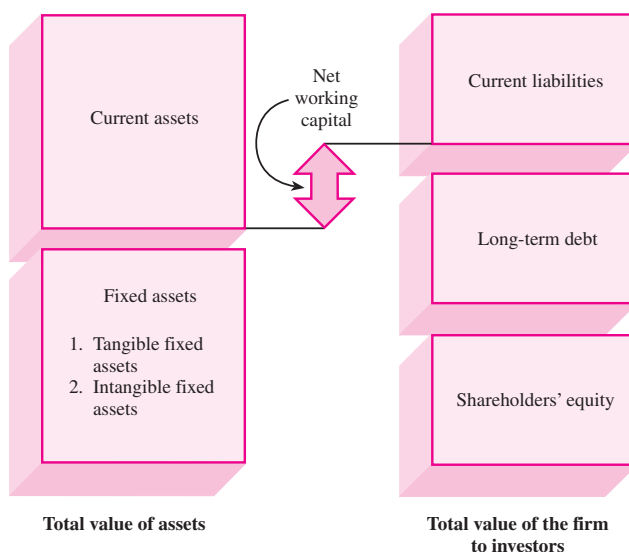 Current assets
Net
working
capital
Current liabilities
Fixed assets
1. Tangible fixed
assets
2. Intangible fixed
assets
Long-term debt
Shareholders’ equity
Total value of assets
Total value of the firm
to investors